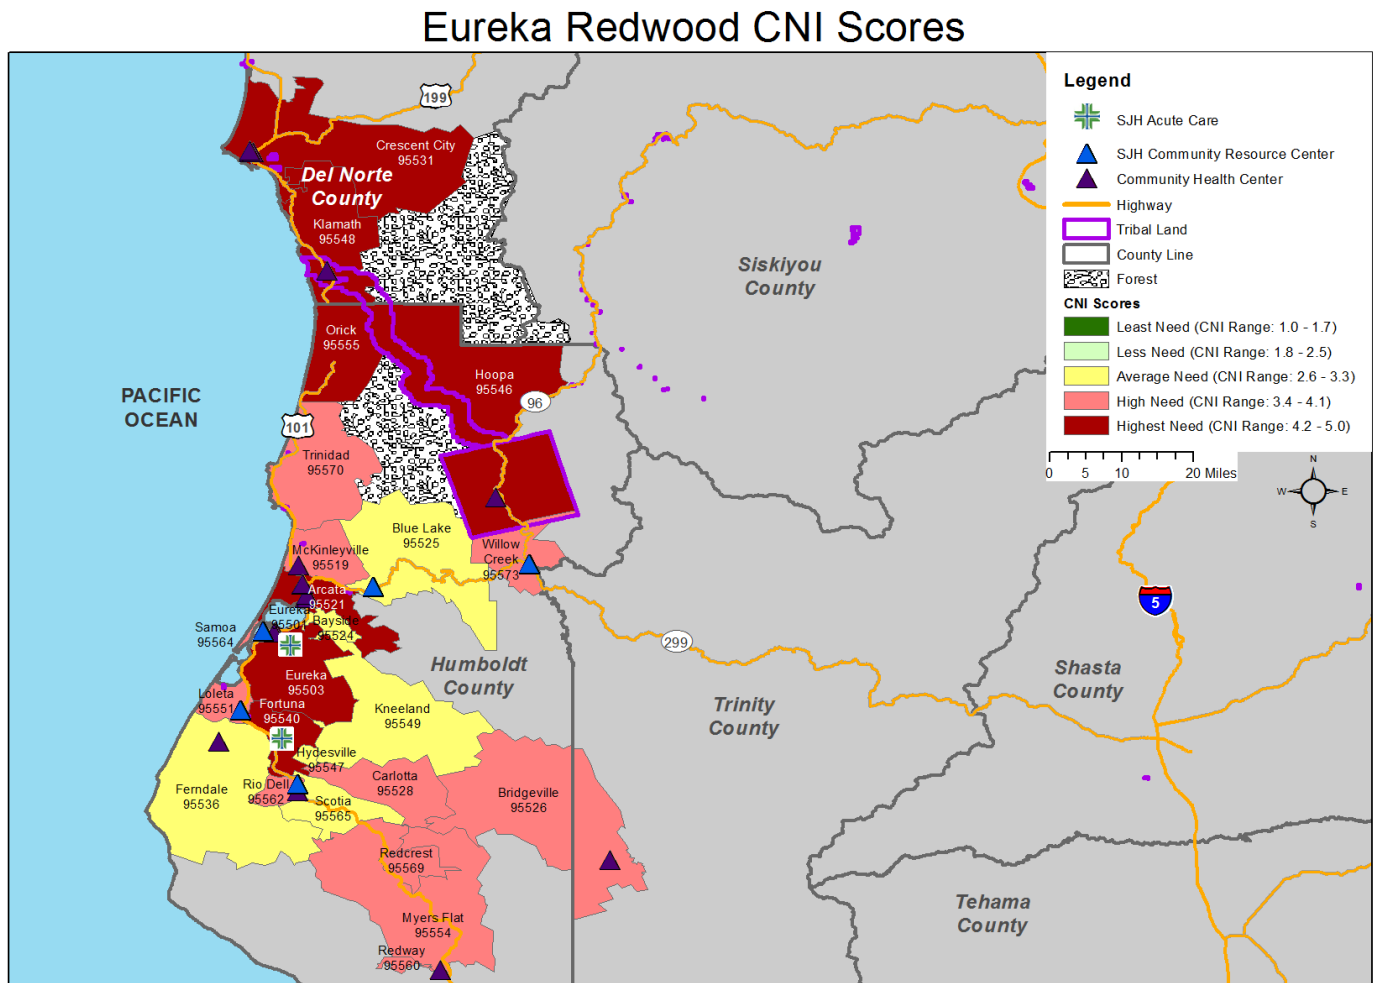 Eureka Redwood CNI Scores
199
Crescent City
95531
Del Norte
County
Klamath
95548
Siskiyou
County
Orick
95555
Hoopa
95546
PACIFIC
OCEAN
96
101
Trinidad
95570
Blue Lake
95525
Willow
Creek
95573
McKinleyville
95519
Arcata
95521
Eureka
95501
Bayside
95524
Samoa
95564
299
5
Humboldt
County
Eureka
95503
Shasta
County
Loleta
95551
Fortuna
95540
Kneeland
95549
Trinity
County
Hydesville
95547
Rio Dell
95562
Carlotta
95528
Ferndale
95536
Scotia
95565
Bridgeville
95526
Redcrest
95569
Myers Flat
95554
Tehama
County
Redway
95560
Legend
SJH Acute Care
SJH Community Resource Center
Community Health Center
Highway
Tribal Land
County Line
Forest
CNI Scores
Least Need (CNI Range: 1.0 - 1.7)
Less Need (CNI Range: 1.8 - 2.5)
Average Need (CNI Range: 2.6 - 3.3)
High Need (CNI Range: 3.4 - 4.1)
Highest Need (CNI Range: 4.2 - 5.0)
0 5 10 20 Miles
N
W E
S